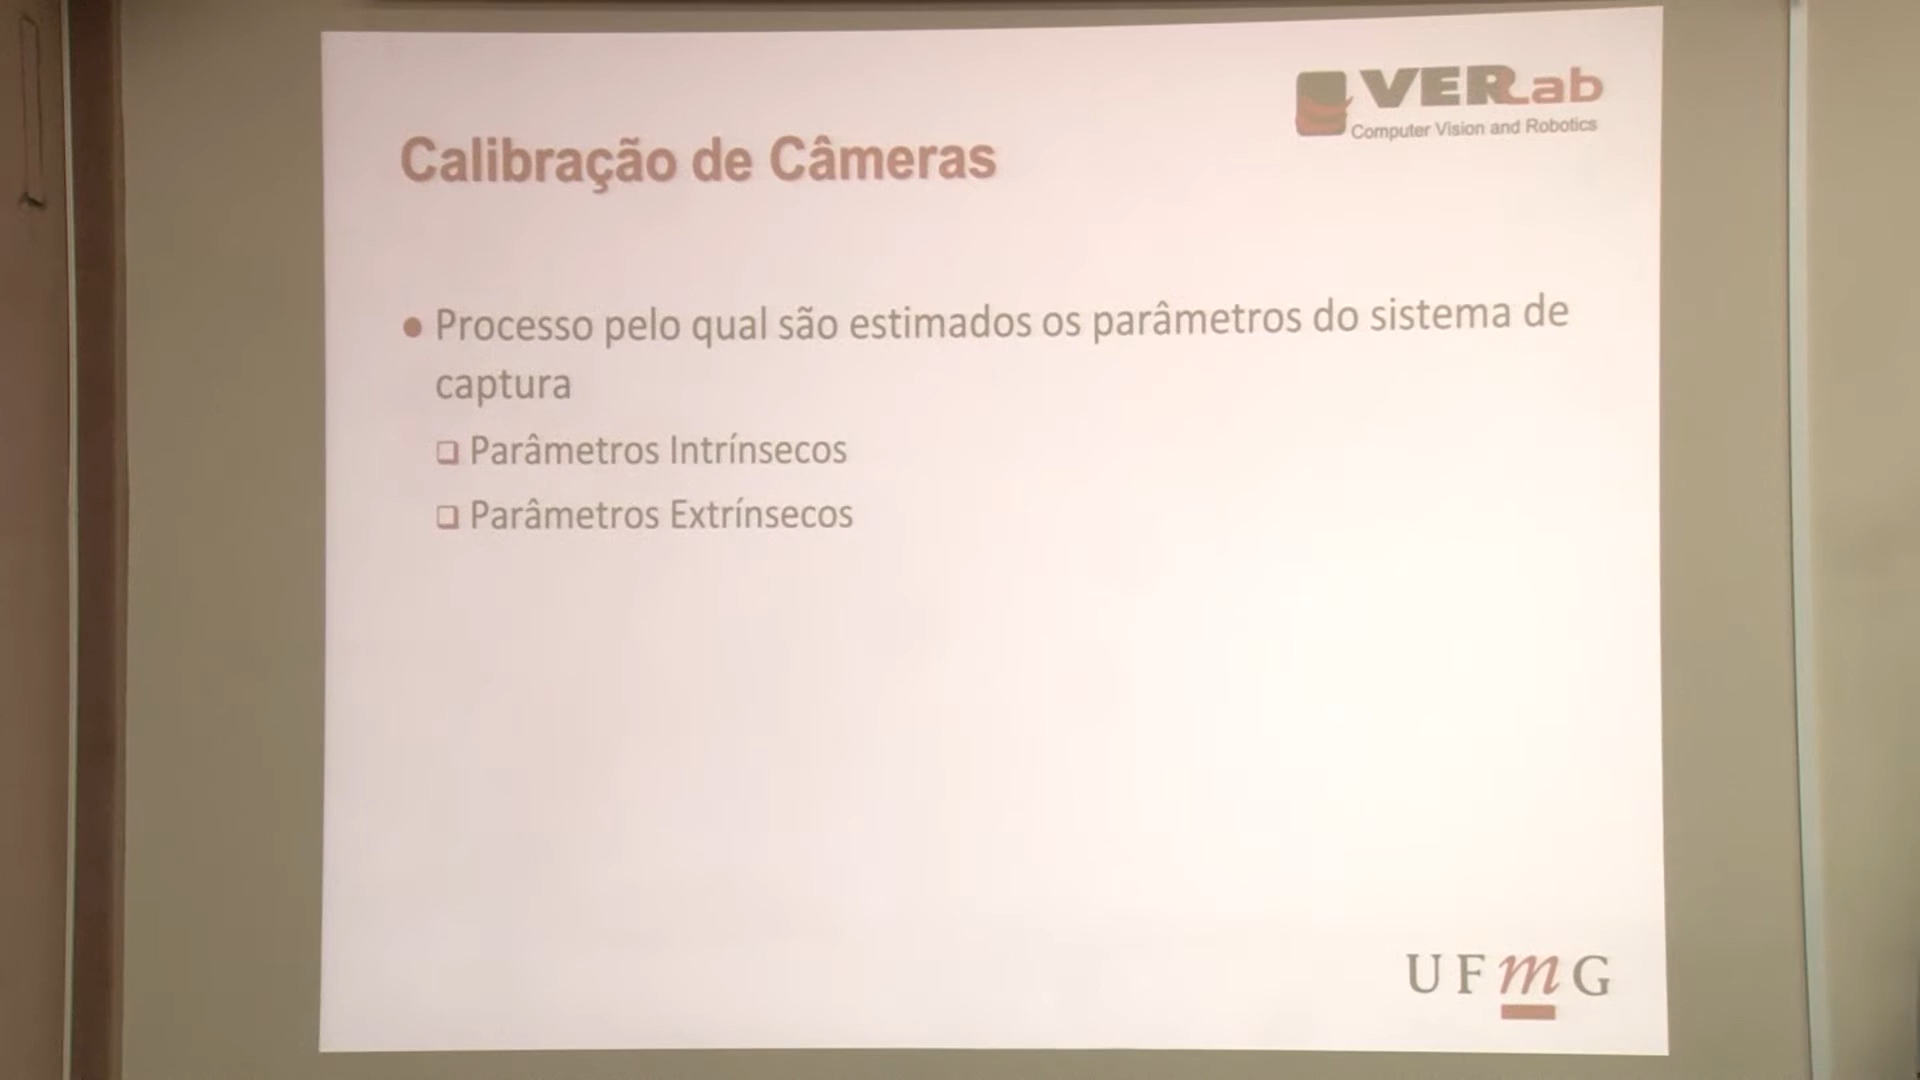 VERLab
Computer Vision and Robotics
Calibração de Câmeras
Processo pelo qual são estimados os parâmetros do sistema de
captura
Parâmetros Intrínsecos
Parâmetros Extrínsecos
UFmG